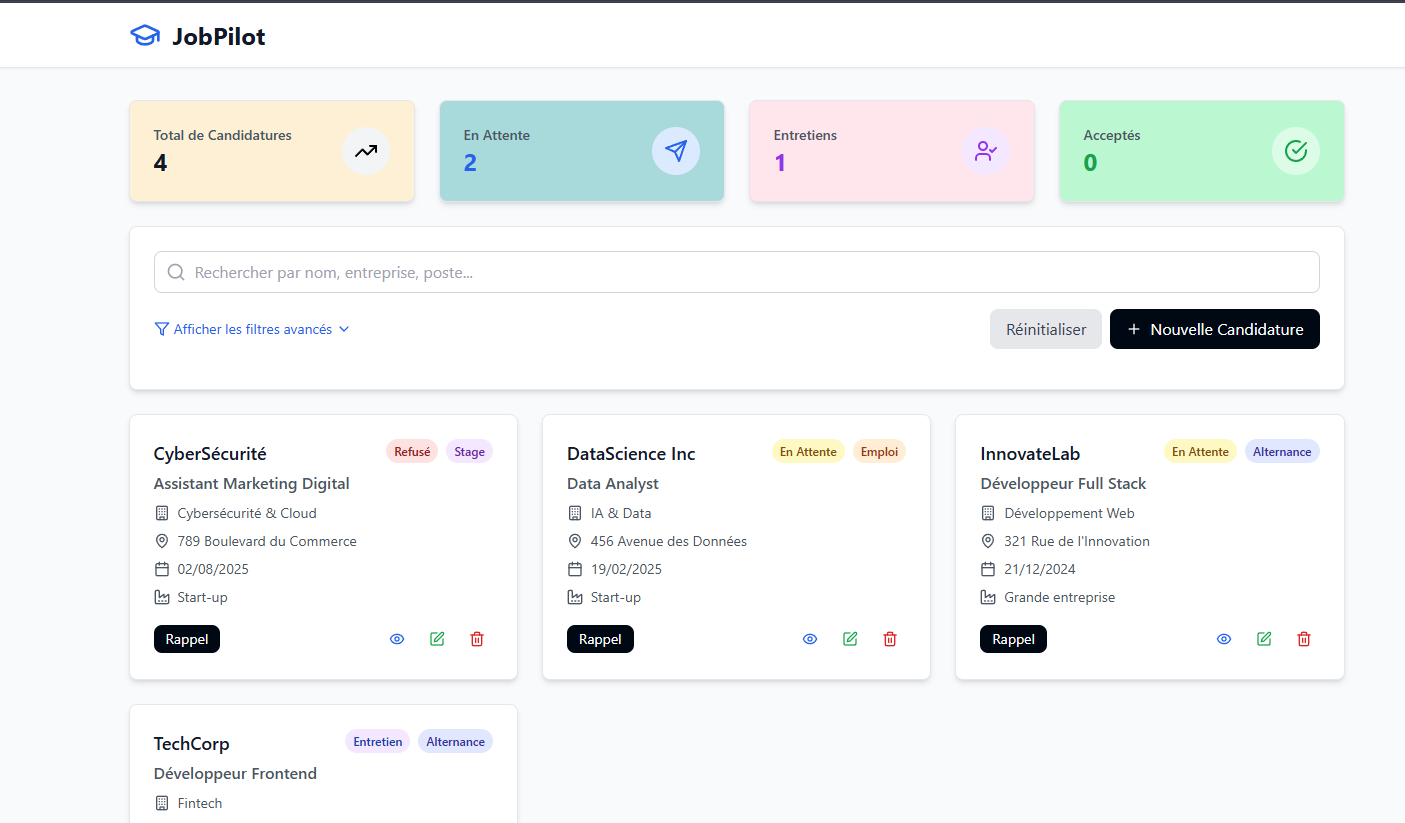 JobPilot
Total de Candidatures
4
En Attente
2
Entretiens
1
Acceptés
0
Rechercher par nom, entreprise, poste...
Afficher les filtres avancés
Réinitialiser
+ Nouvelle Candidature
CyberSécurité
Refusé
Stage
Assistant Marketing Digital
Cybersécurité & Cloud
789 Boulevard du Commerce
02/08/2025
Start-up
Rappel
DataScience Inc
En Attente
Emploi
Data Analyst
IA & Data
456 Avenue des Données
19/02/2025
Start-up
Rappel
InnovateLab
En Attente
Alternance
Développeur Full Stack
Développement Web
321 Rue de l'Innovation
21/12/2024
Grande entreprise
Rappel
TechCorp
Entretien
Alternance
Développeur Frontend
Fintech